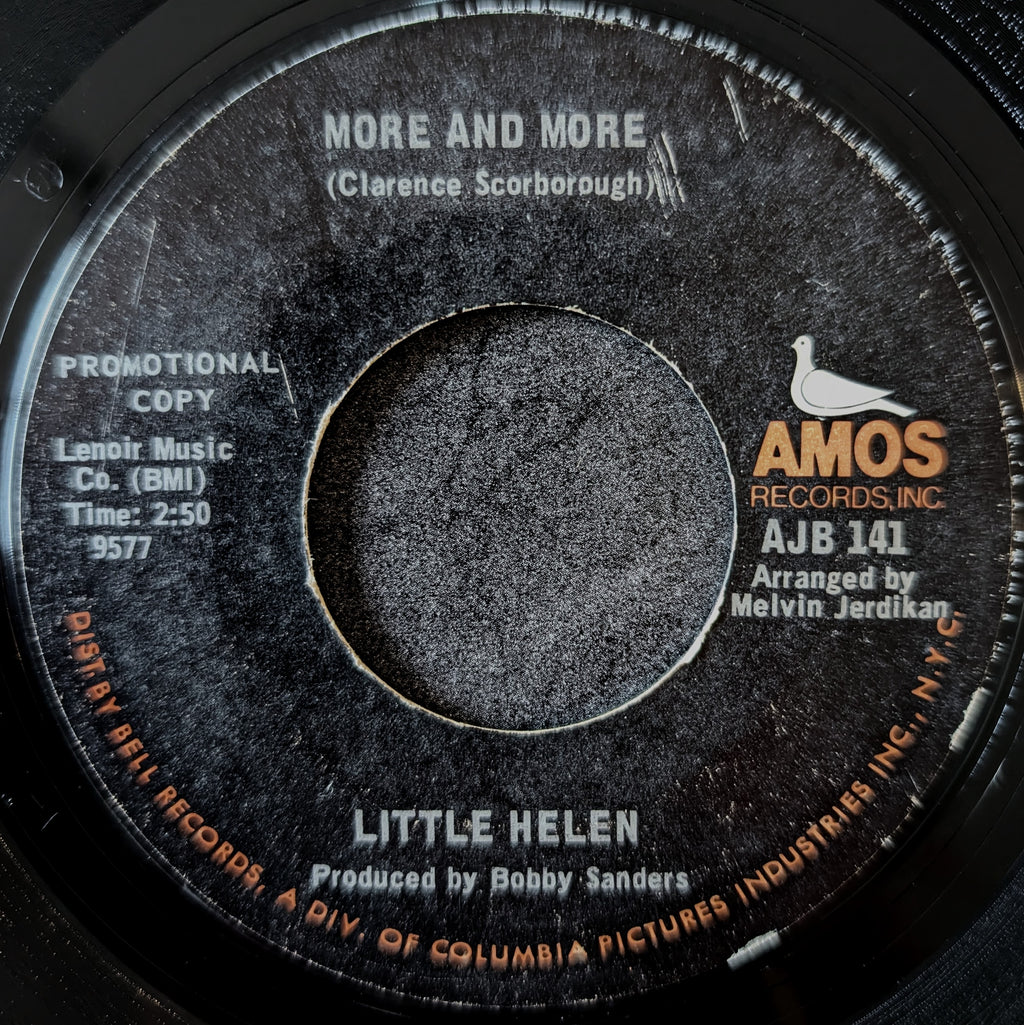 MORE AND MORE
(Clarence Scorborough)
PROMOTIONAL
COPY
Lenoir Music
Co. (BMI)
Time: 2:50
9577
AMOS
RECORDS, INC
AJB 141
Arranged by
Melvin Jerdikan
LITTLE HELEN
Produced by Bobby Sanders
DIST. BY BELL RECORDS, A DIV. OF COLUMBIA PICTURES INDUSTRIES INC., N.Y.C.